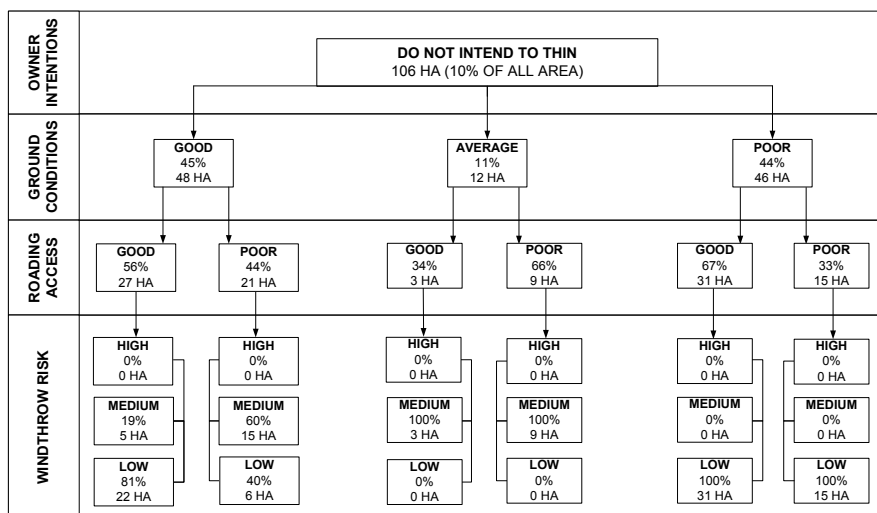 OWNER
INTENTIONS
DO NOT INTEND TO THIN
106 HA (10% OF ALL AREA)
GROUND
CONDITIONS
GOOD
45%
48 HA
AVERAGE
11%
12 HA
POOR
44%
46 HA
ROADING
ACCESS
GOOD
56%
27 HA
POOR
44%
21 HA
GOOD
34%
3 HA
POOR
66%
9 HA
GOOD
67%
31 HA
POOR
33%
15 HA
WINDTHROW RISK
HIGH
0%
0 HA
HIGH
0%
0 HA
HIGH
0%
0 HA
HIGH
0%
0 HA
HIGH
0%
0 HA
HIGH
0%
0 HA
MEDIUM
19%
5 HA
MEDIUM
60%
15 HA
MEDIUM
100%
3 HA
MEDIUM
100%
9 HA
MEDIUM
0%
0 HA
MEDIUM
0%
0 HA
LOW
81%
22 HA
LOW
40%
6 HA
LOW
0%
0 HA
LOW
0%
0 HA
LOW
100%
31 HA
LOW
100%
15 HA